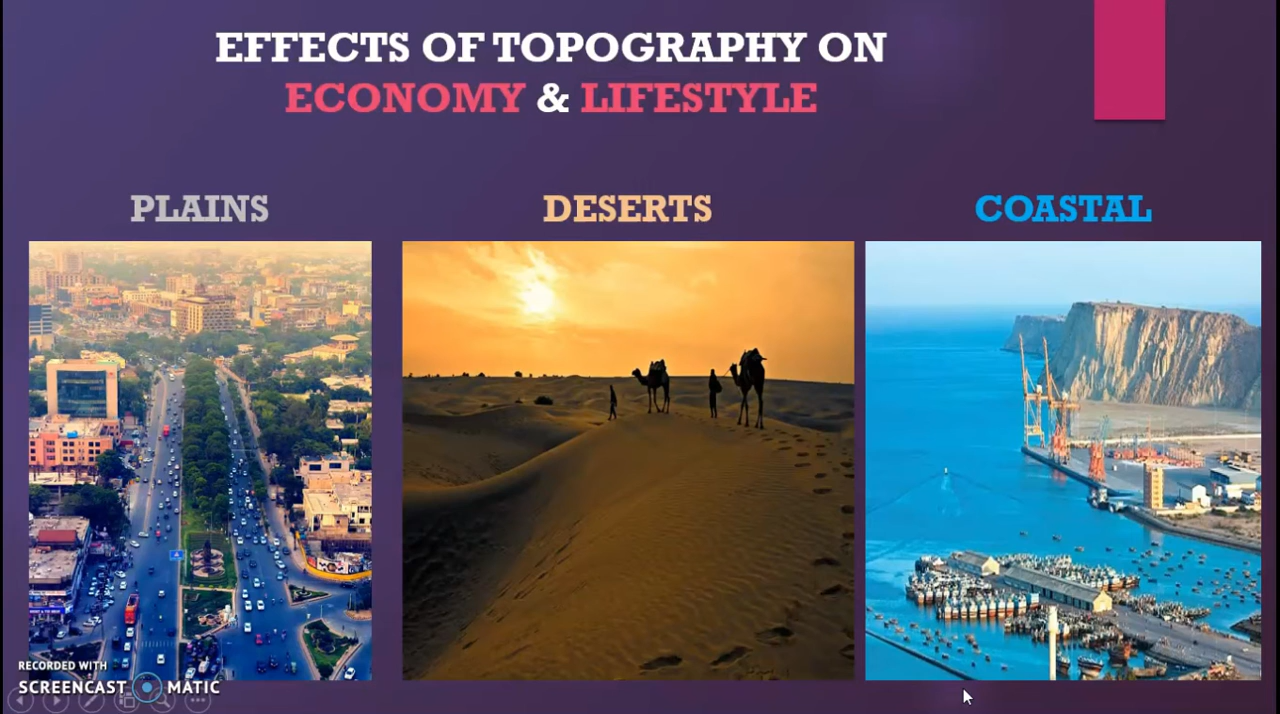 EFFECTS OF TOPOGRAPHY ON
ECONOMY & LIFESTYLE
PLAINS
DESERTS
COASTAL
RECORDED WITH
SCREENCAST MATIC